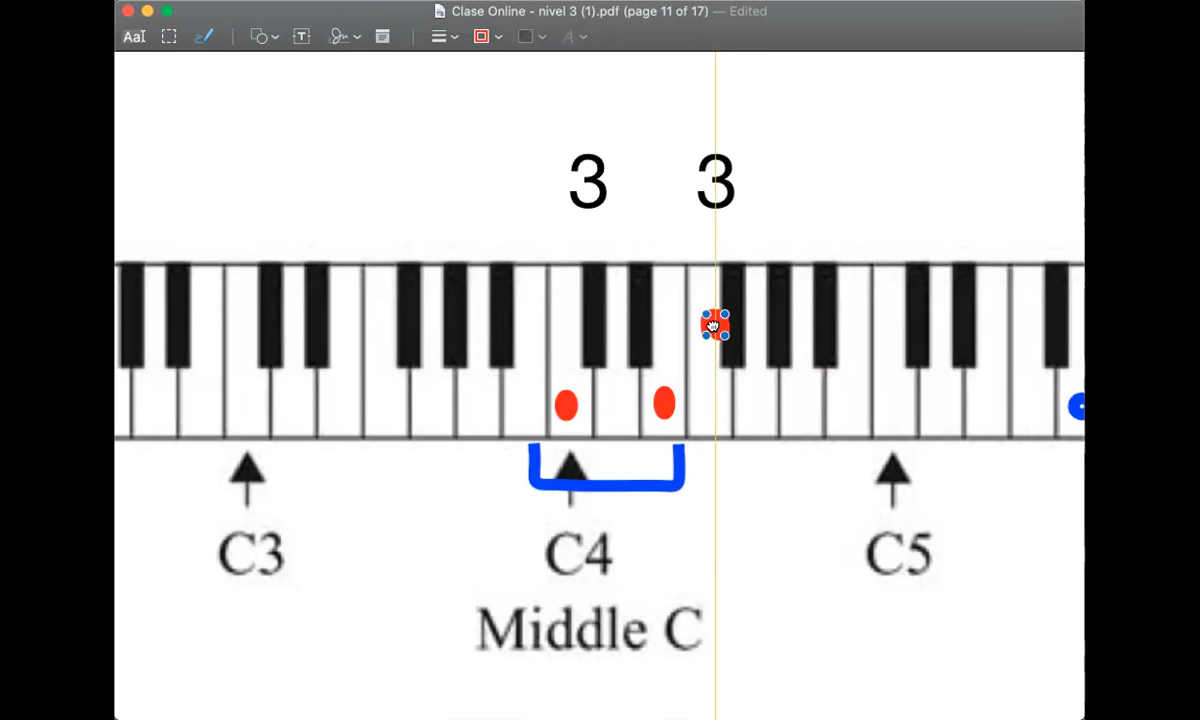 Clase Online - nivel 3 (1).pdf (page 11 of 17) — Edited
AaI T A
3 3
C3 C4 C5
Middle C